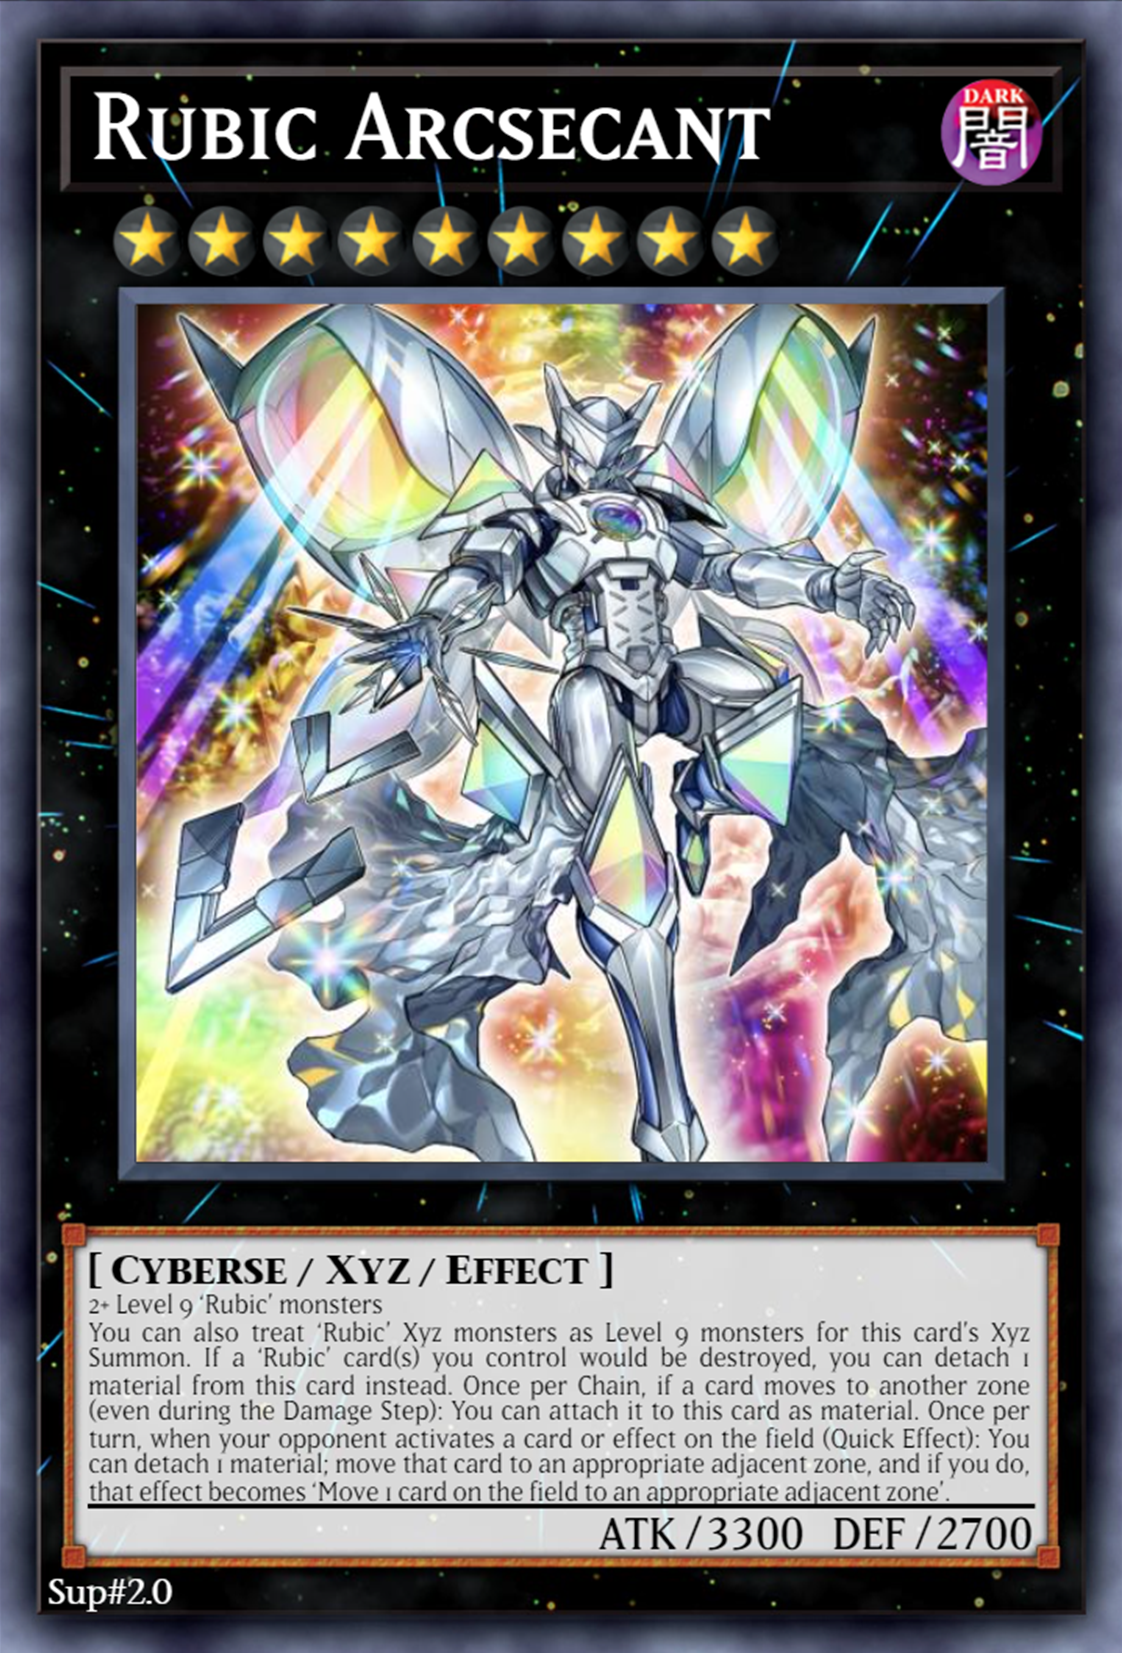 Rubic Arcsecant
DARK
闇
[ Cyberse / Xyz / Effect ]
2+ Level 9 ‘Rubic’ monsters
You can also treat ‘Rubic’ Xyz monsters as Level 9 monsters for this card’s Xyz
Summon. If a ‘Rubic’ card(s) you control would be destroyed, you can detach 1
material from this card instead. Once per Chain, if a card moves to another zone
(even during the Damage Step): You can attach it to this card as material. Once per
turn, when your opponent activates a card or effect on the field (Quick Effect): You
can detach 1 material; move that card to an appropriate adjacent zone, and if you do,
that effect becomes ‘Move 1 card on the field to an appropriate adjacent zone’.
ATK/3300 DEF/2700
Sup#2.0